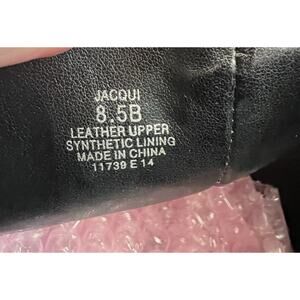 JACQUI
8.5B
LEATHER UPPER
SYNTHETIC LINING
MADE IN CHINA
11739 E 14